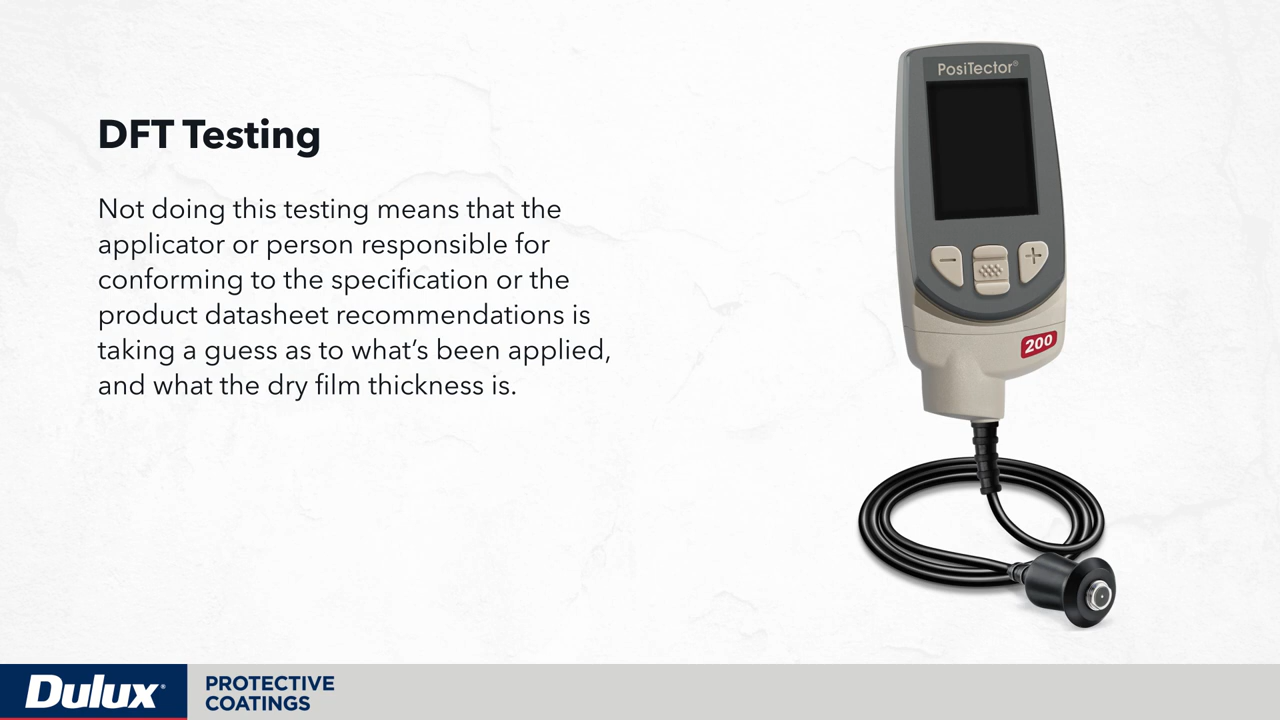 DFT Testing
Not doing this testing means that the
applicator or person responsible for
conforming to the specification or the
product datasheet recommendations is
taking a guess as to what’s been applied,
and what the dry film thickness is.
PosiTector®
200
Dulux®
PROTECTIVE
COATINGS